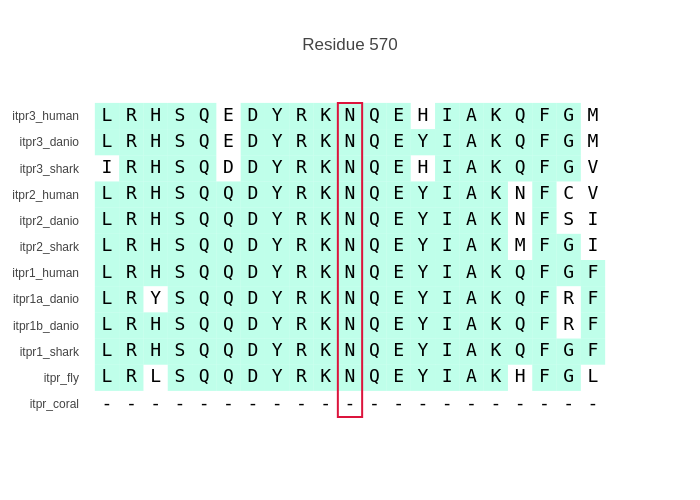 Residue 570
itpr3_human L R H S Q E D Y R K N Q E H I A K Q F G M
itpr3_danio L R H S Q E D Y R K N Q E Y I A K Q F G M
itpr3_shark I R H S Q D D Y R K N Q E H I A K Q F G V
itpr2_human L R H S Q Q D Y R K N Q E Y I A K N F C V
itpr2_danio L R H S Q Q D Y R K N Q E Y I A K N F S I
itpr2_shark L R H S Q Q D Y R K N Q E Y I A K M F G I
itpr1_human L R H S Q Q D Y R K N Q E Y I A K Q F G F
itpr1a_danio L R Y S Q Q D Y R K N Q E Y I A K Q F R F
itpr1b_danio L R H S Q Q D Y R K N Q E Y I A K Q F R F
itpr1_shark L R H S Q Q D Y R K N Q E Y I A K Q F G F
itpr_fly L R L S Q Q D Y R K N Q E Y I A K H F G L
itpr_coral - - - - - - - - - - - - - - - - - - - - -